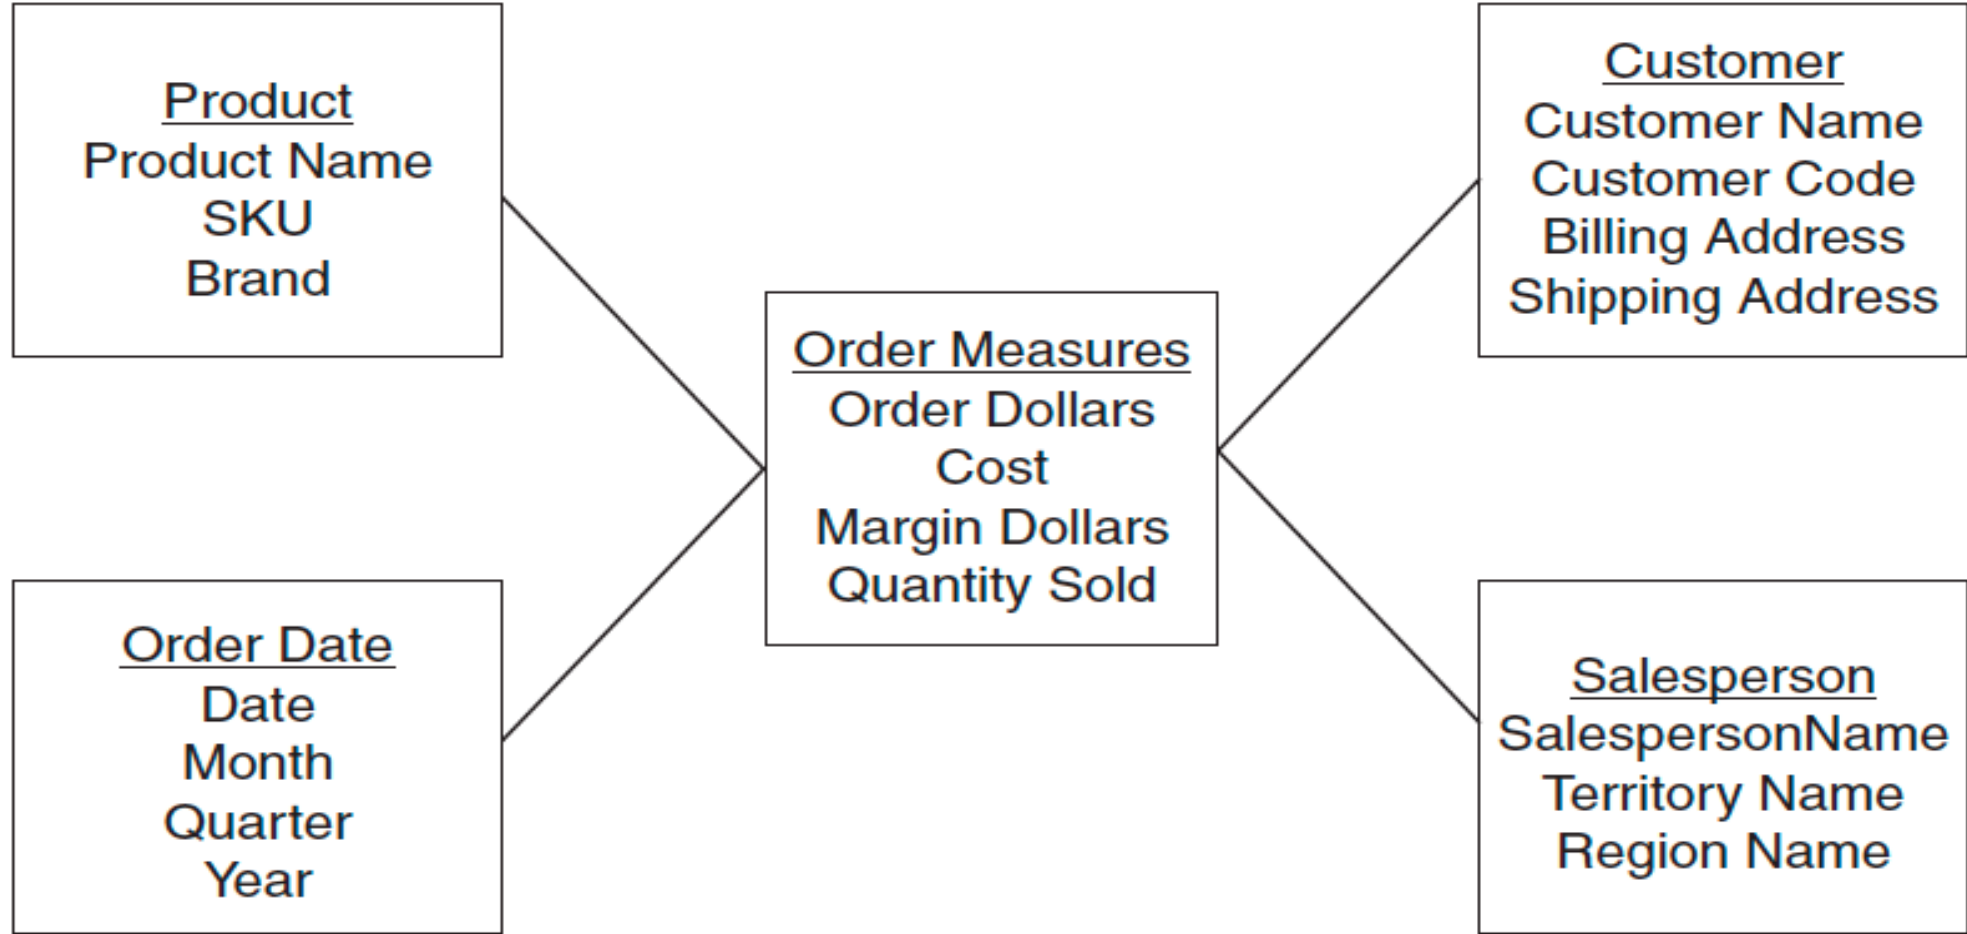 Product
Product Name
SKU
Brand
Customer
Customer Name
Customer Code
Billing Address
Shipping Address
Order Measures
Order Dollars
Cost
Margin Dollars
Quantity Sold
Order Date
Date
Month
Quarter
Year
Salesperson
SalespersonName
Territory Name
Region Name